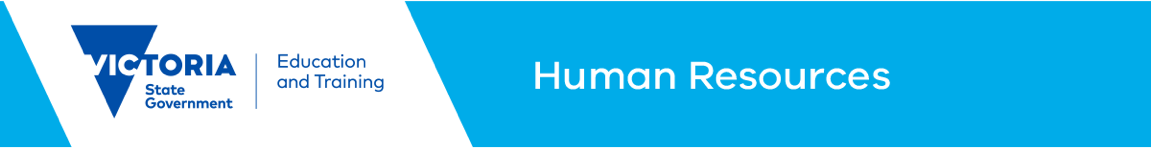 VICTORIA
State
Government
Education
and Training
Human Resources